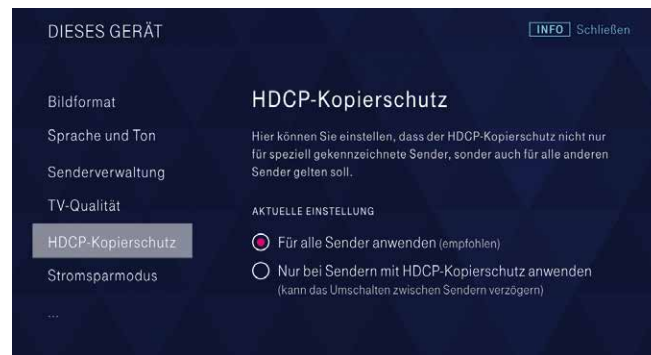 DIESES GERÄT
INFO Schließen
Bildformat
Sprache und Ton
Senderverwaltung
TV-Qualität
HDCP-Kopierschutz
Stromsparmodus
...
HDCP-Kopierschutz
Hier können Sie einstellen, dass der HDCP-Kopierschutz nicht nur
für speziell gekennzeichnete Sender, sonder auch für alle anderen
Sender gelten soll.
AKTUELLE EINSTELLUNG
Für alle Sender anwenden (empfohlen)
Nur bei Sendern mit HDCP-Kopierschutz anwenden
(kann das Umschalten zwischen Sendern verzögern)